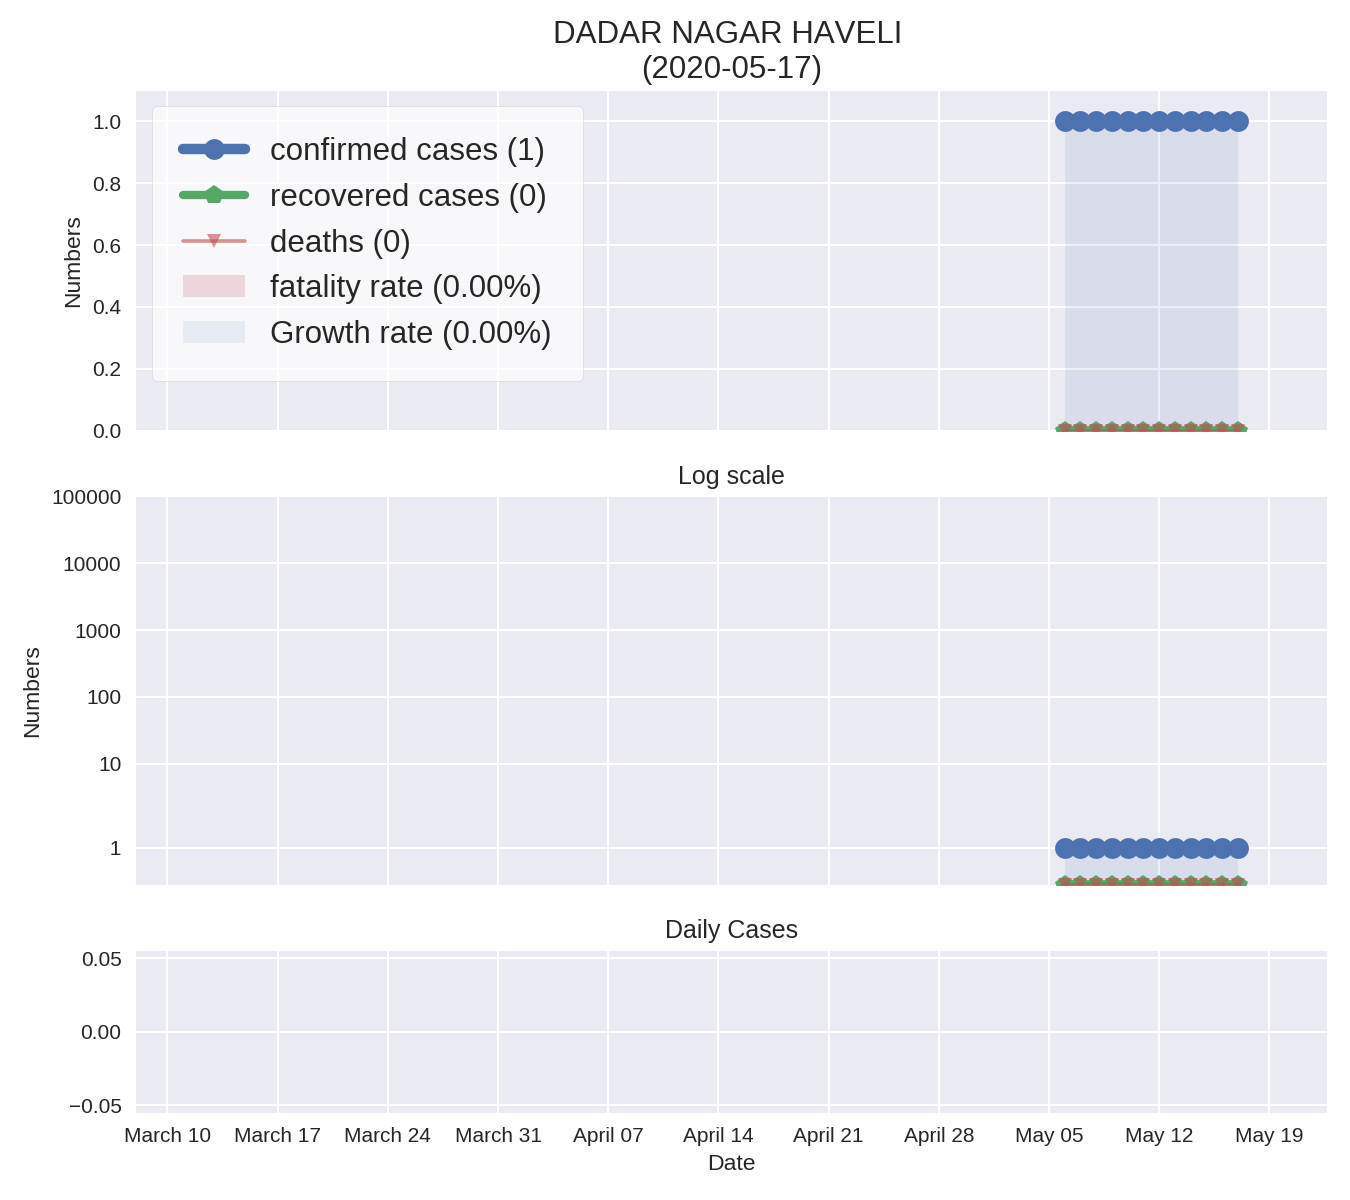 DADAR NAGAR HAVELI
(2020-05-17)
1.0
0.8
0.6
0.4
0.2
0.0
Numbers
confirmed cases (1)
recovered cases (0)
deaths (0)
fatality rate (0.00%)
Growth rate (0.00%)
Log scale
100000
10000
1000
100
10
1
Numbers
Daily Cases
0.05
0.00
−0.05
March 10 March 17 March 24 March 31 April 07 April 14 April 21 April 28 May 05 May 12 May 19
Date